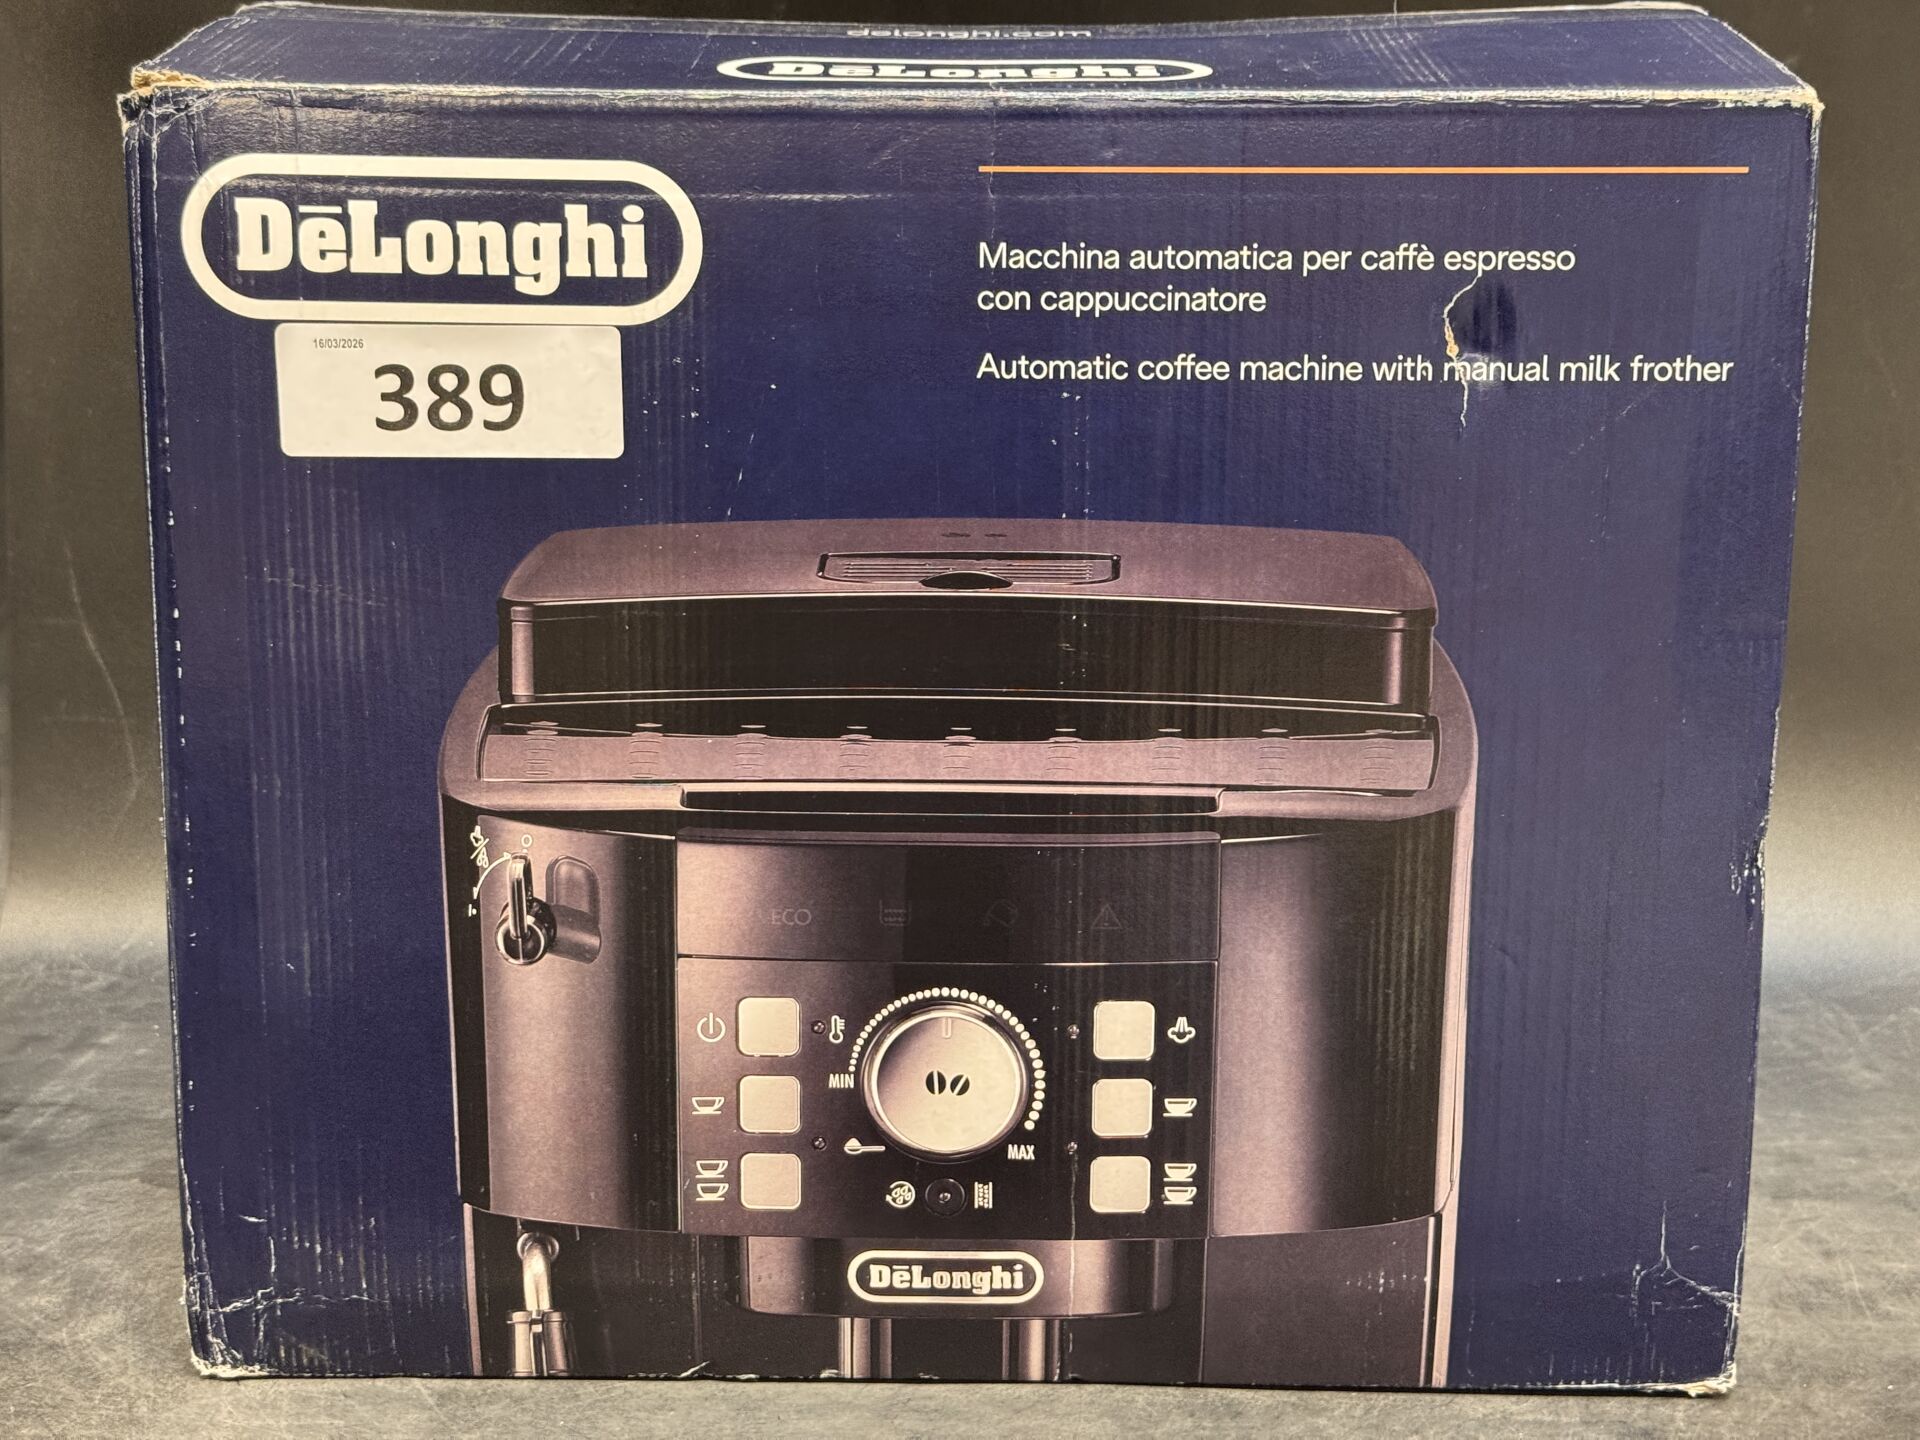 delonghi.com
DēLonghi
DēLonghi
Macchina automatica per caffè espresso
con cappuccinatore
Automatic coffee machine with manual milk frother
16/03/2026
389
ECO
MIN
MAX
DēLonghi